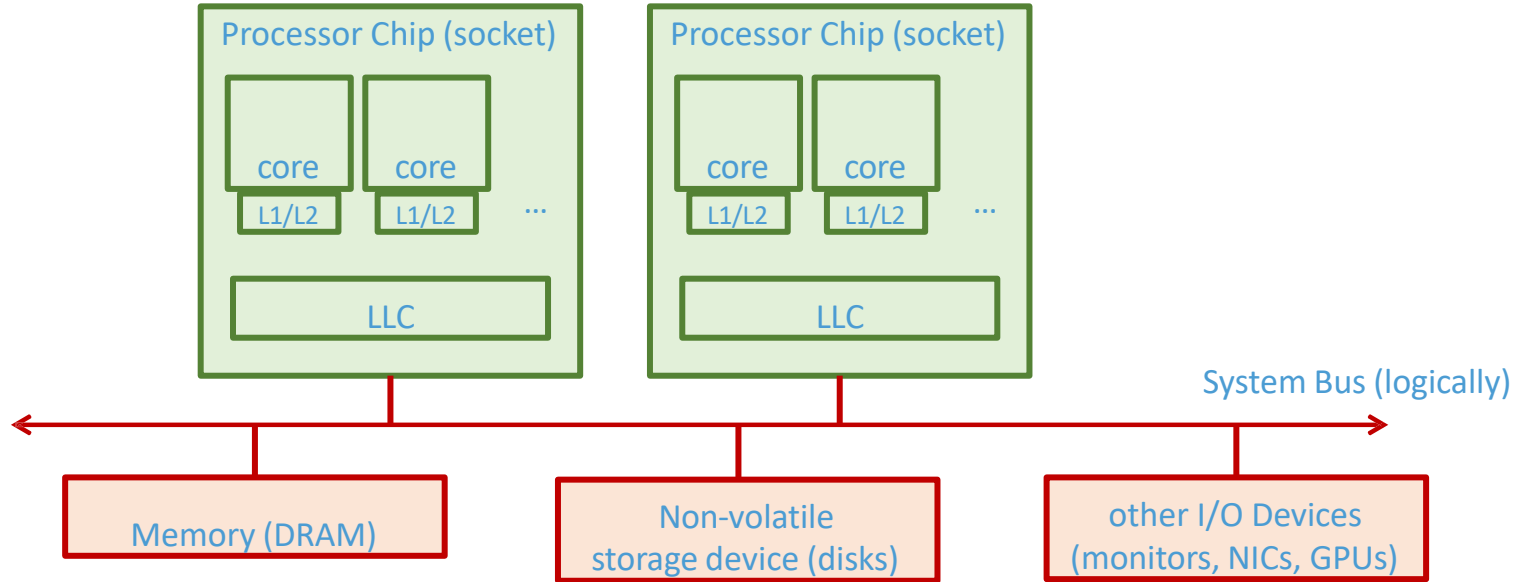 Processor Chip (socket)
Processor Chip (socket)
core
core
core
core
L1/L2
L1/L2
...
L1/L2
L1/L2
...
LLC
LLC
System Bus (logically)
Memory (DRAM)
Non-volatile
storage device (disks)
other I/O Devices
(monitors, NICs, GPUs)